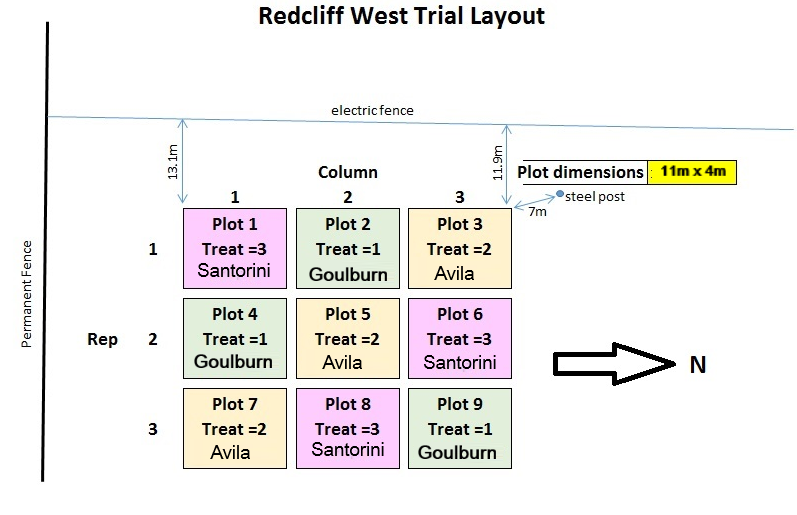 Redcliff West Trial Layout
electric fence
13.1m
11.9m
Plot dimensions : 11m x 4m
steel post
7m
Column
1 2 3
Permanent Fence
Rep
1
Plot 1
Treat =3
Santorini
Plot 2
Treat =1
Goulburn
Plot 3
Treat =2
Avila
2
Plot 4
Treat =1
Goulburn
Plot 5
Treat =2
Avila
Plot 6
Treat =3
Santorini
N
3
Plot 7
Treat =2
Avila
Plot 8
Treat =3
Santorini
Plot 9
Treat =1
Goulburn